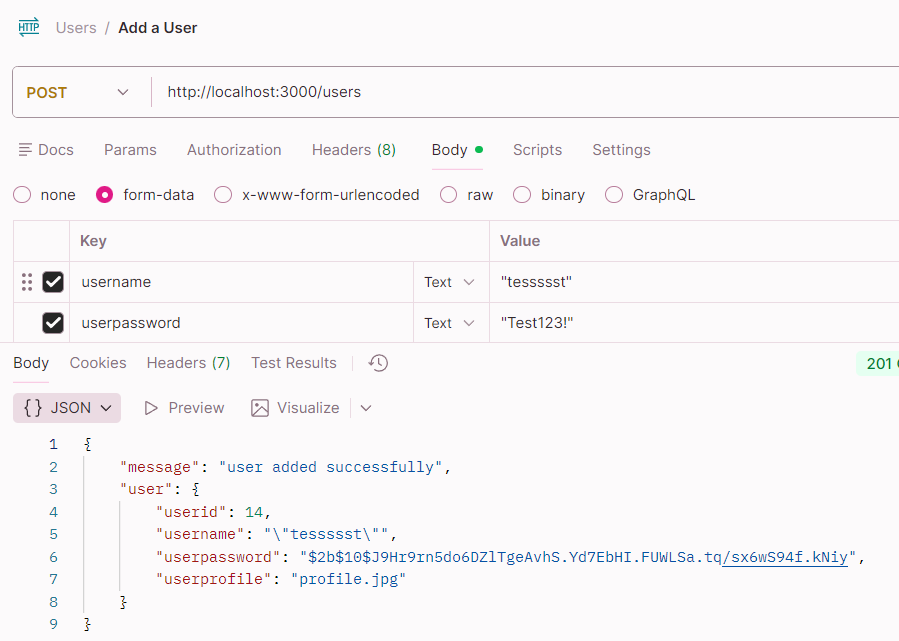 HTTP Users / Add a User
POST http://localhost:3000/users
Docs Params Authorization Headers (8) Body Scripts Settings
none form-data x-www-form-urlencoded raw binary GraphQL
Key Value
username Text "tessssst"
userpassword Text "Test123!"
Body Cookies Headers (7) Test Results 201
{} JSON Preview Visualize
1 {
2 "message": "user added successfully",
3 "user": {
4 "userid": 14,
5 "username": "\"tessssst\"",
6 "userpassword": "$2b$10$J9Hr9rn5do6DZlTgeAvhS.Yd7EbHI.FUWLSa.tq/sx6wS94f.kNiy",
7 "userprofile": "profile.jpg"
8 }
9 }